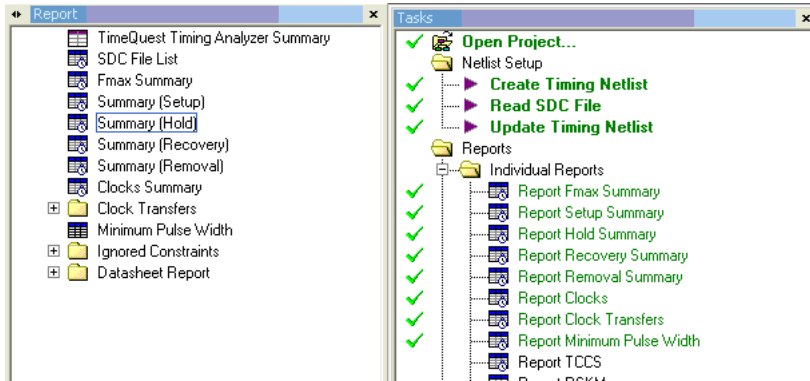 Report
TimeQuest Timing Analyzer Summary
SDC File List
Fmax Summary
Summary (Setup)
Summary (Hold)
Summary (Recovery)
Summary (Removal)
Clocks Summary
Clock Transfers
Minimum Pulse Width
Ignored Constraints
Datasheet Report
Tasks
Open Project...
Netlist Setup
Create Timing Netlist
Read SDC File
Update Timing Netlist
Reports
Individual Reports
Report Fmax Summary
Report Setup Summary
Report Hold Summary
Report Recovery Summary
Report Removal Summary
Report Clocks
Report Clock Transfers
Report Minimum Pulse Width
Report TCCS
Report RSKM